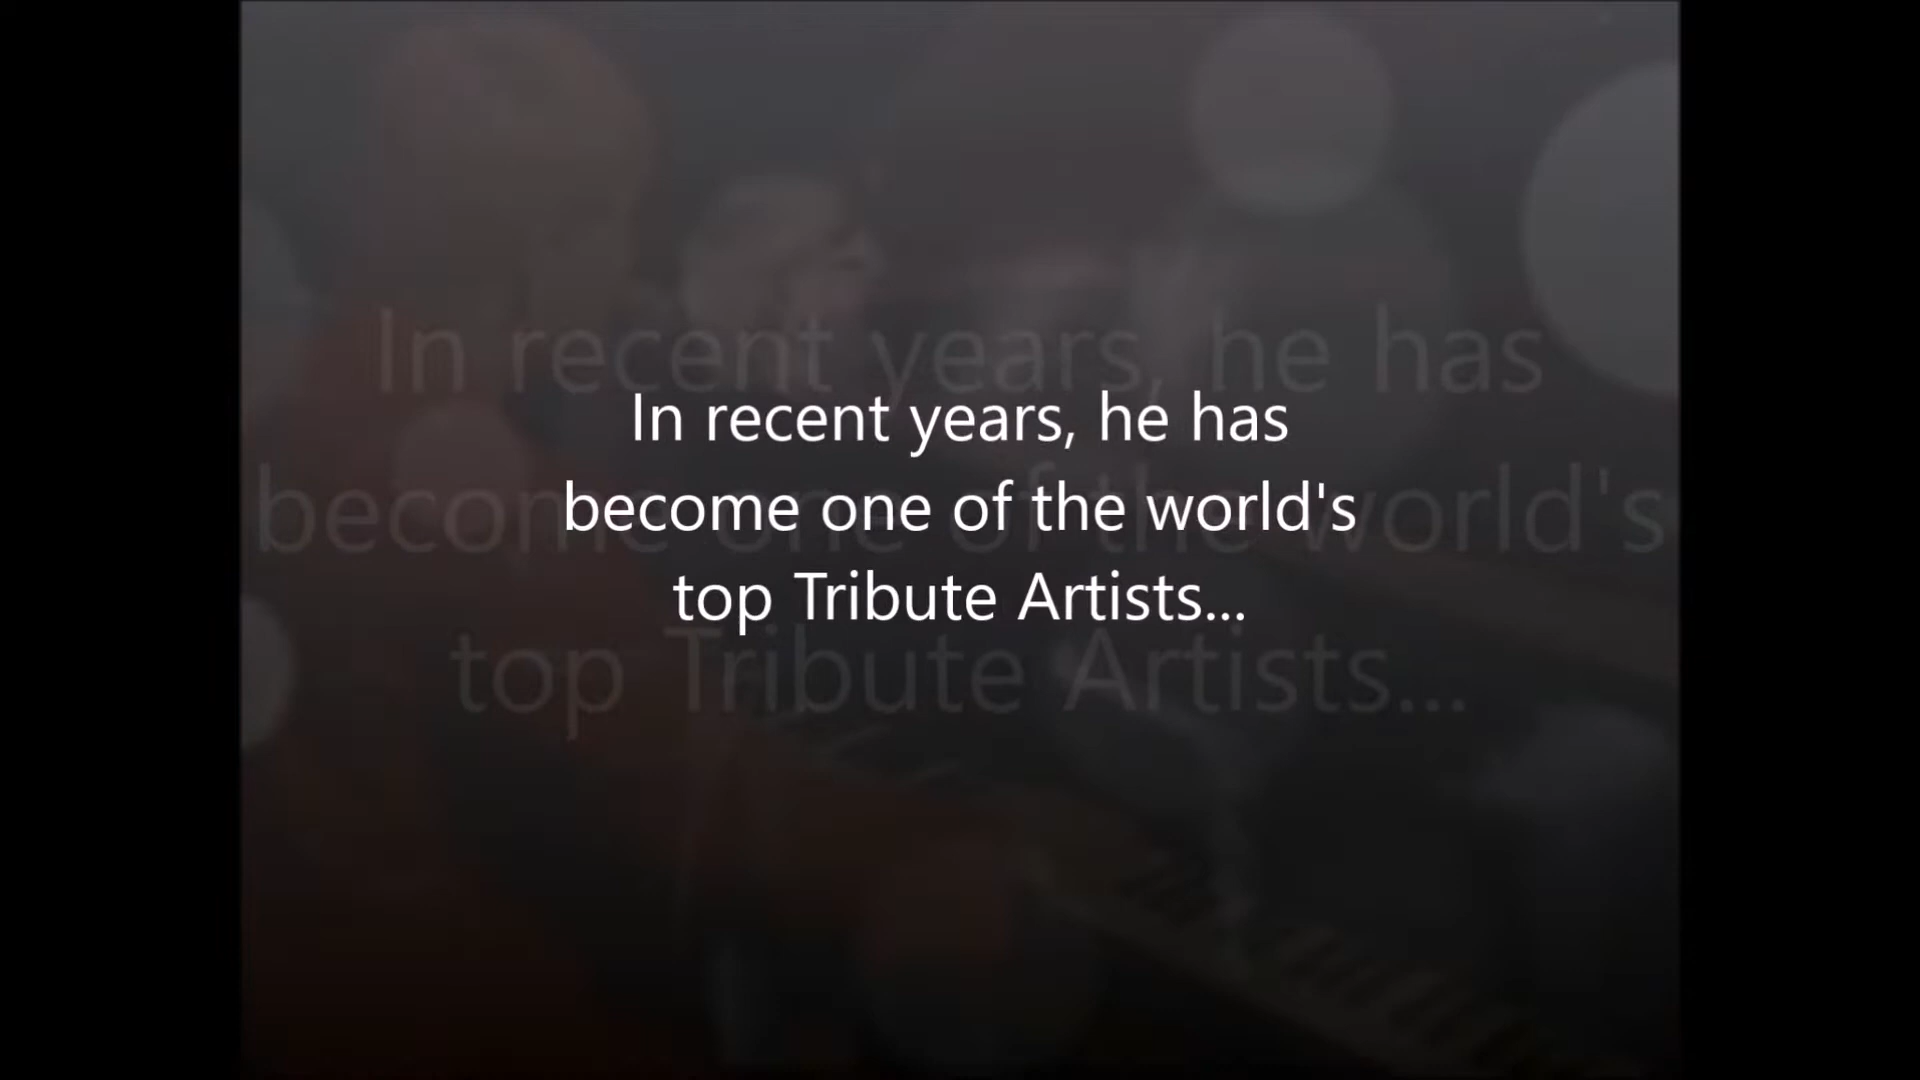 In recent years, he has
become one of the world's
top Tribute Artists...